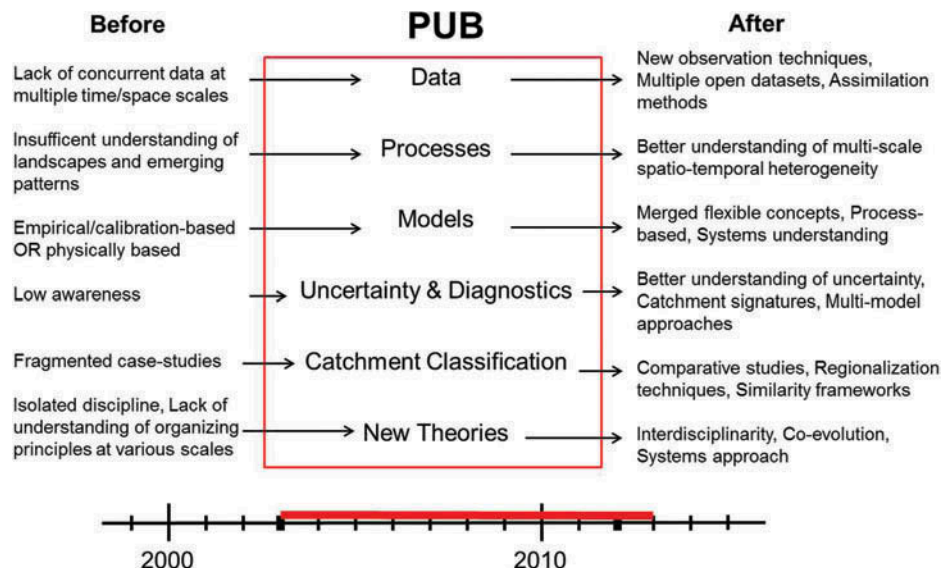 Before
PUB
After
Lack of concurrent data at
multiple time/space scales
Data
New observation techniques,
Multiple open datasets, Assimilation
methods
Insufficent understanding of
landscapes and emerging
patterns
Processes
Better understanding of multi-scale
spatio-temporal heterogeneity
Empirical/calibration-based
OR physically based
Models
Merged flexible concepts, Process-
based, Systems understanding
Low awareness
Uncertainty & Diagnostics
Better understanding of uncertainty,
Catchment signatures, Multi-model
approaches
Fragmented case-studies
Catchment Classification
Comparative studies, Regionalization
techniques, Similarity frameworks
Isolated discipline, Lack of
understanding of organizing
principles at various scales
New Theories
Interdisciplinarity, Co-evolution,
Systems approach
2000
2010